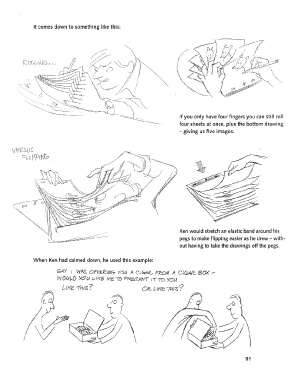 It comes down to something like this:
ROLLING...
If you only have four fingers you can still roll
four sheets at once, plus the bottom drawing
– giving us five images.
VERSUS
FLIPPING
Ken would stretch an elastic band around his
pegs to make flipping easier as he drew – with-
out having to take the drawings off the pegs.
When Ken had calmed down, he used this example:
SAY I WAS OFFERING YOU A CIGAR FROM A CIGAR BOX –
WOULD YOU LIKE ME TO PRESENT IT TO YOU
LIKE THIS?
OR LIKE THIS?
81